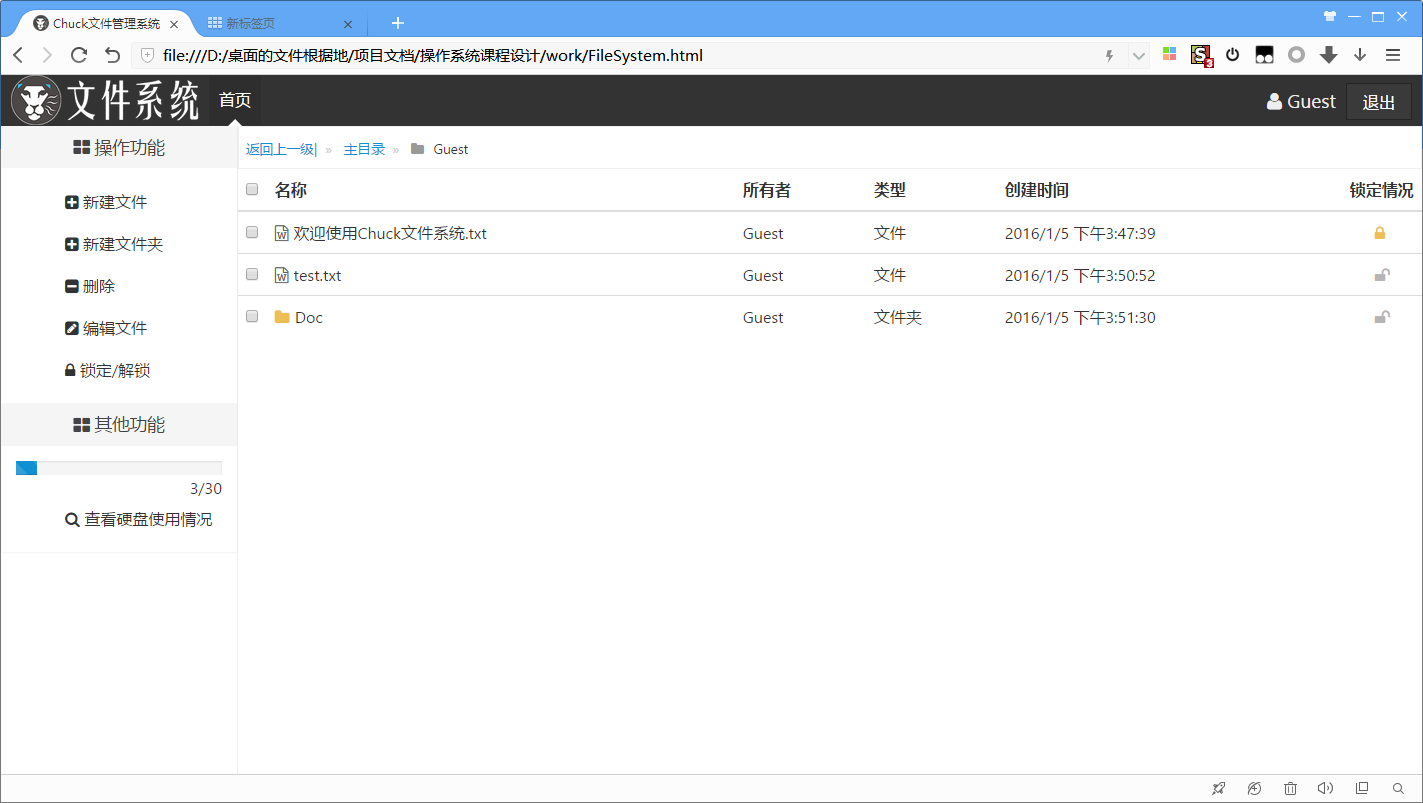 Chuck文件管理系统 新标签页
file:///D:/桌面的文件根据地/项目文档/操作系统课程设计/work/FileSystem.html
S 3
文件系统 首页 Guest 退出
操作功能
返回上一级| » 主目录 » Guest
名称 所有者 类型 创建时间 锁定情况
新建文件
W 欢迎使用Chuck文件系统.txt Guest 文件 2016/1/5 下午3:47:39
新建文件夹
W test.txt Guest 文件 2016/1/5 下午3:50:52
删除
Doc Guest 文件夹 2016/1/5 下午3:51:30
编辑文件
锁定/解锁
其他功能
3/30
查看硬盘使用情况